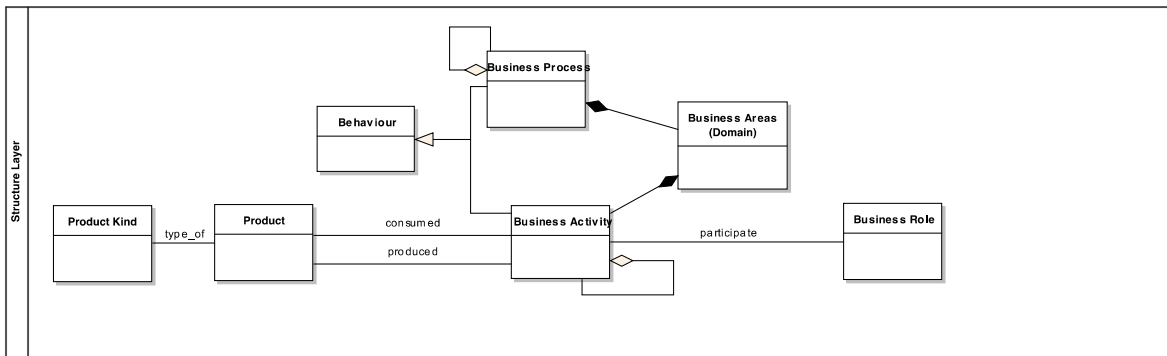 Structure Layer
Business Process
Behaviour
Business Areas
(Domain)
Product Kind
type_of
Product
consumed
produced
Business Activity
participate
Business Role